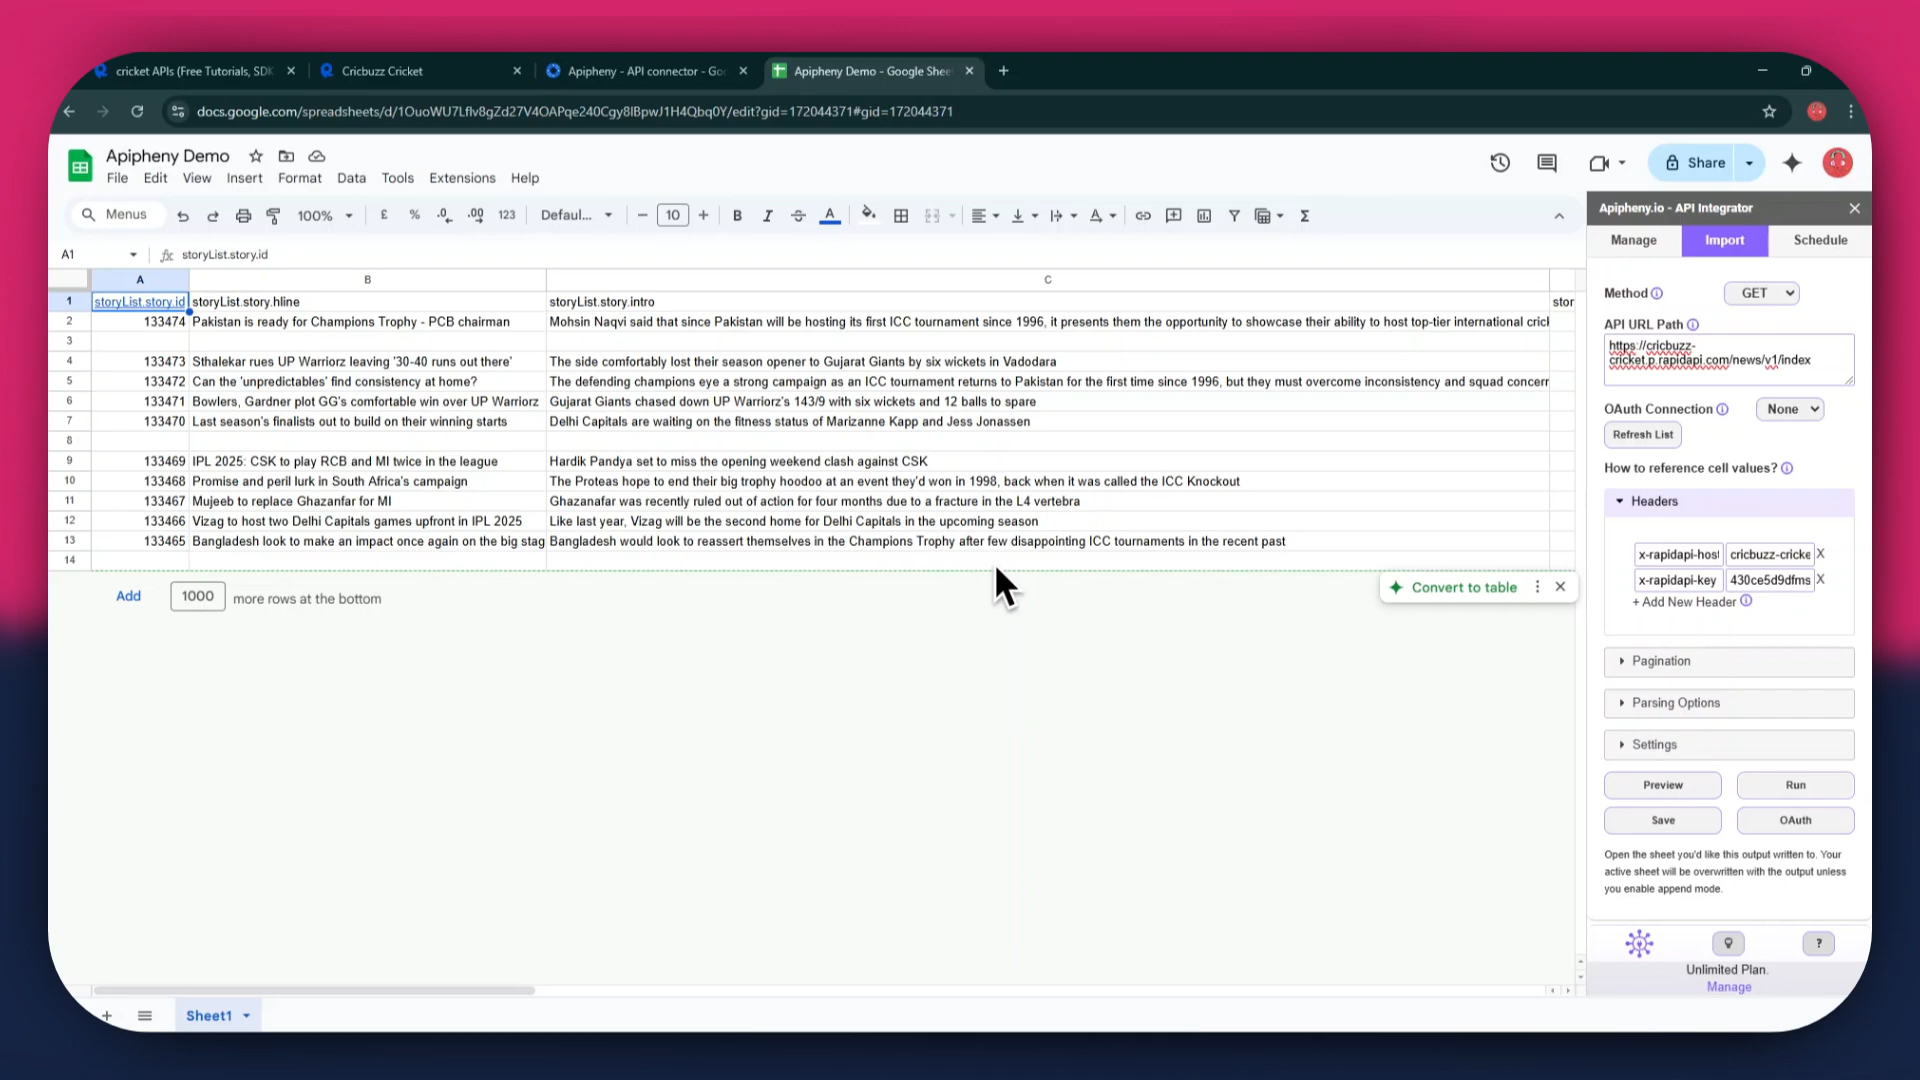 cricket APIs (Free Tutorials, SDK
Cricbuzz Cricket
Apipheny - API connector - Goo
Apipheny Demo - Google Shee
docs.google.com/spreadsheets/d/1OuoWU7Lflv8gZd27V4OAPqe240Cgy8lBpwJ1H4Qbq0Y/edit?gid=172044371#gid=172044371
Apipheny Demo
File Edit View Insert Format Data Tools Extensions Help
Share
Menus
100%
£ % .0 .00 123
Defaul...
10
A1
storyList.story.id
A B C
1 storyList.story.id storyList.story.hline storyList.story.intro stor
2 133474 Pakistan is ready for Champions Trophy - PCB chairman Mohsin Naqvi said that since Pakistan will be hosting its first ICC tournament since 1996, it presents them the opportunity to showcase their ability to host top-tier international crick
3
4 133473 Sthalekar rues UP Warriorz leaving '30-40 runs out there' The side comfortably lost their season opener to Gujarat Giants by six wickets in Vadodara
5 133472 Can the 'unpredictables' find consistency at home? The defending champions eye a strong campaign as an ICC tournament returns to Pakistan for the first time since 1996, but they must overcome inconsistency and squad concern
6 133471 Bowlers, Gardner plot GG's comfortable win over UP Warriorz Gujarat Giants chased down UP Warriorz's 143/9 with six wickets and 12 balls to spare
7 133470 Last season's finalists out to build on their winning starts Delhi Capitals are waiting on the fitness status of Marizanne Kapp and Jess Jonassen
8
9 133469 IPL 2025: CSK to play RCB and MI twice in the league Hardik Pandya set to miss the opening weekend clash against CSK
10 133468 Promise and peril lurk in South Africa's campaign The Proteas hope to end their big trophy hoodoo at an event they'd won in 1998, back when it was called the ICC Knockout
11 133467 Mujeeb to replace Ghazanfar for MI Ghazanafar was recently ruled out of action for four months due to a fracture in the L4 vertebra
12 133466 Vizag to host two Delhi Capitals games upfront in IPL 2025 Like last year, Vizag will be the second home for Delhi Capitals in the upcoming season
13 133465 Bangladesh look to make an impact once again on the big stag Bangladesh would look to reassert themselves in the Champions Trophy after few disappointing ICC tournaments in the recent past
14
Add 1000 more rows at the bottom
Convert to table
Sheet1
Apipheny.io - API Integrator
Manage Import Schedule
Method GET
API URL Path
https://cricbuzz-
cricket.p.rapidapi.com/news/v1/index
OAuth Connection None
Refresh List
How to reference cell values?
Headers
x-rapidapi-host cricbuzz-cricke X
x-rapidapi-key 430ce5d9dfms X
+ Add New Header
Pagination
Parsing Options
Settings
Preview Run
Save OAuth
Open the sheet you'd like this output written to. Your
active sheet will be overwritten with the output unless
you enable append mode.
?
Unlimited Plan.
Manage